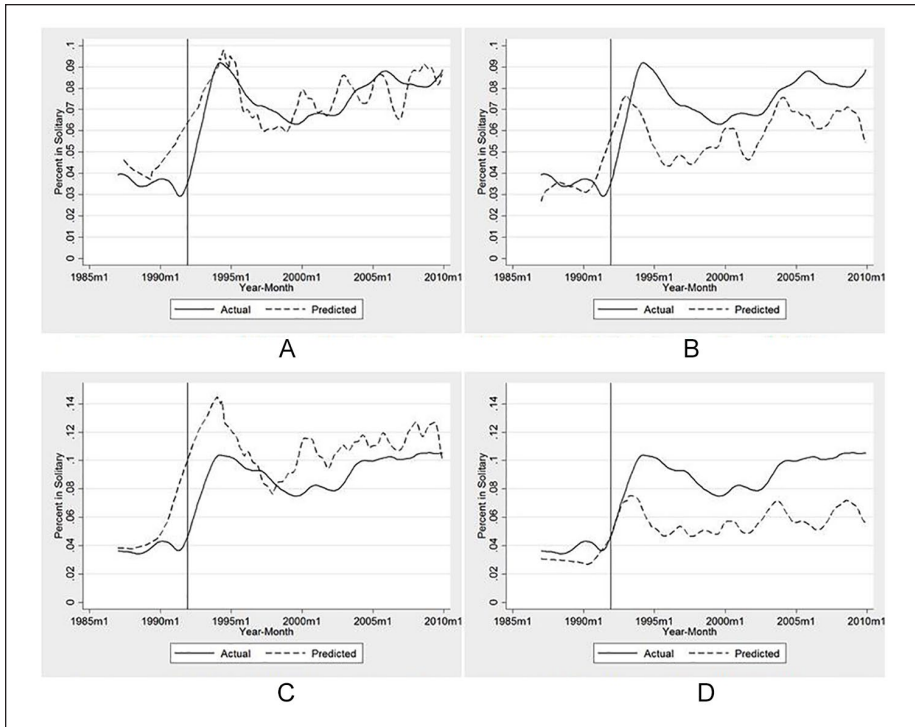 Percent in Solitary
.1
.09
.08
.07
.06
.05
.04
.03
.02
.01
0
1985m1 1990m1 1995m1 2000m1 2005m1 2010m1
Year-Month
Actual Predicted
A
Percent in Solitary
.1
.09
.08
.07
.06
.05
.04
.03
.02
.01
0
1985m1 1990m1 1995m1 2000m1 2005m1 2010m1
Year-Month
Actual Predicted
B
Percent in Solitary
.14
.12
.1
.08
.06
.04
.02
0
1985m1 1990m1 1995m1 2000m1 2005m1 2010m1
Year-Month
Actual Predicted
C
Percent in Solitary
.14
.12
.1
.08
.06
.04
.02
0
1985m1 1990m1 1995m1 2000m1 2005m1 2010m1
Year-Month
Actual Predicted
D